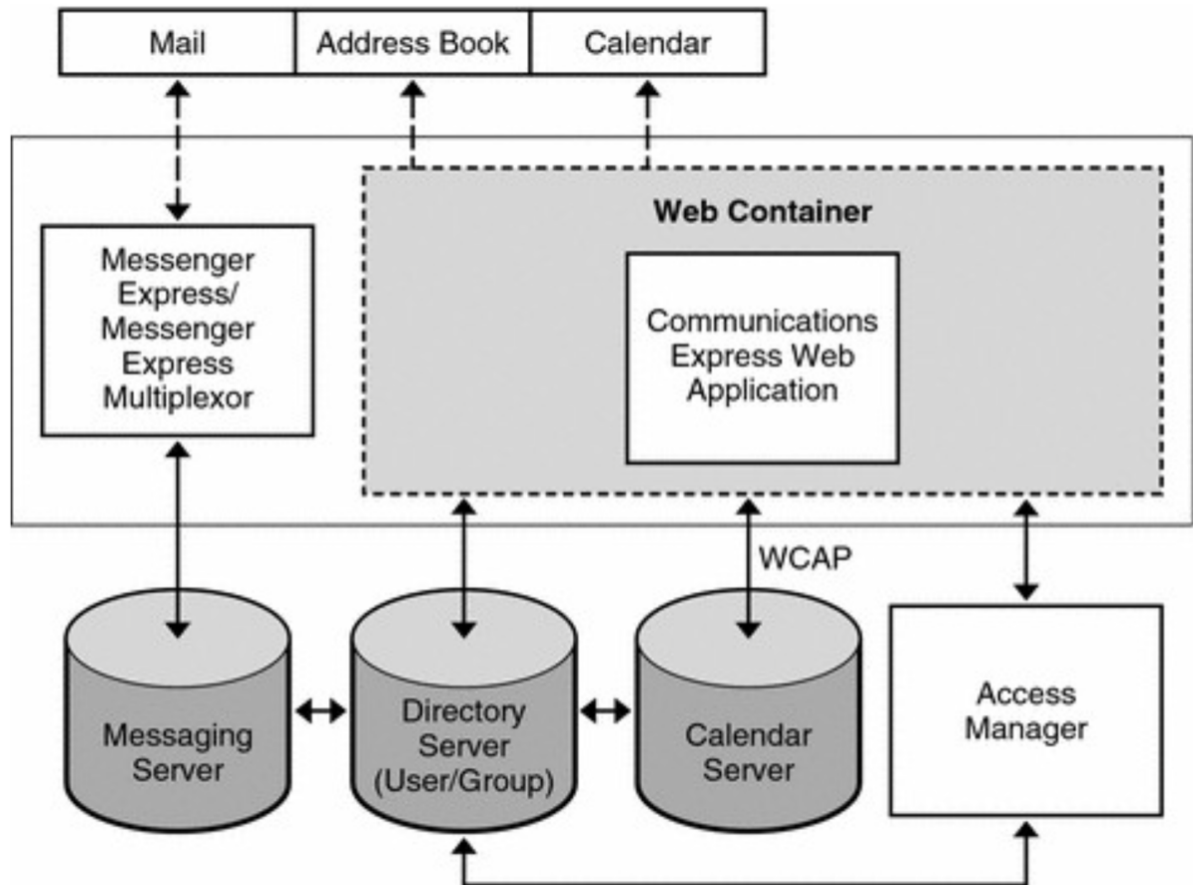 Mail
Address Book
Calendar
Web Container
Messenger
Express/
Messenger
Express
Multiplexor
Communications
Express Web
Application
WCAP
Messaging
Server
Directory
Server
(User/Group)
Calendar
Server
Access
Manager